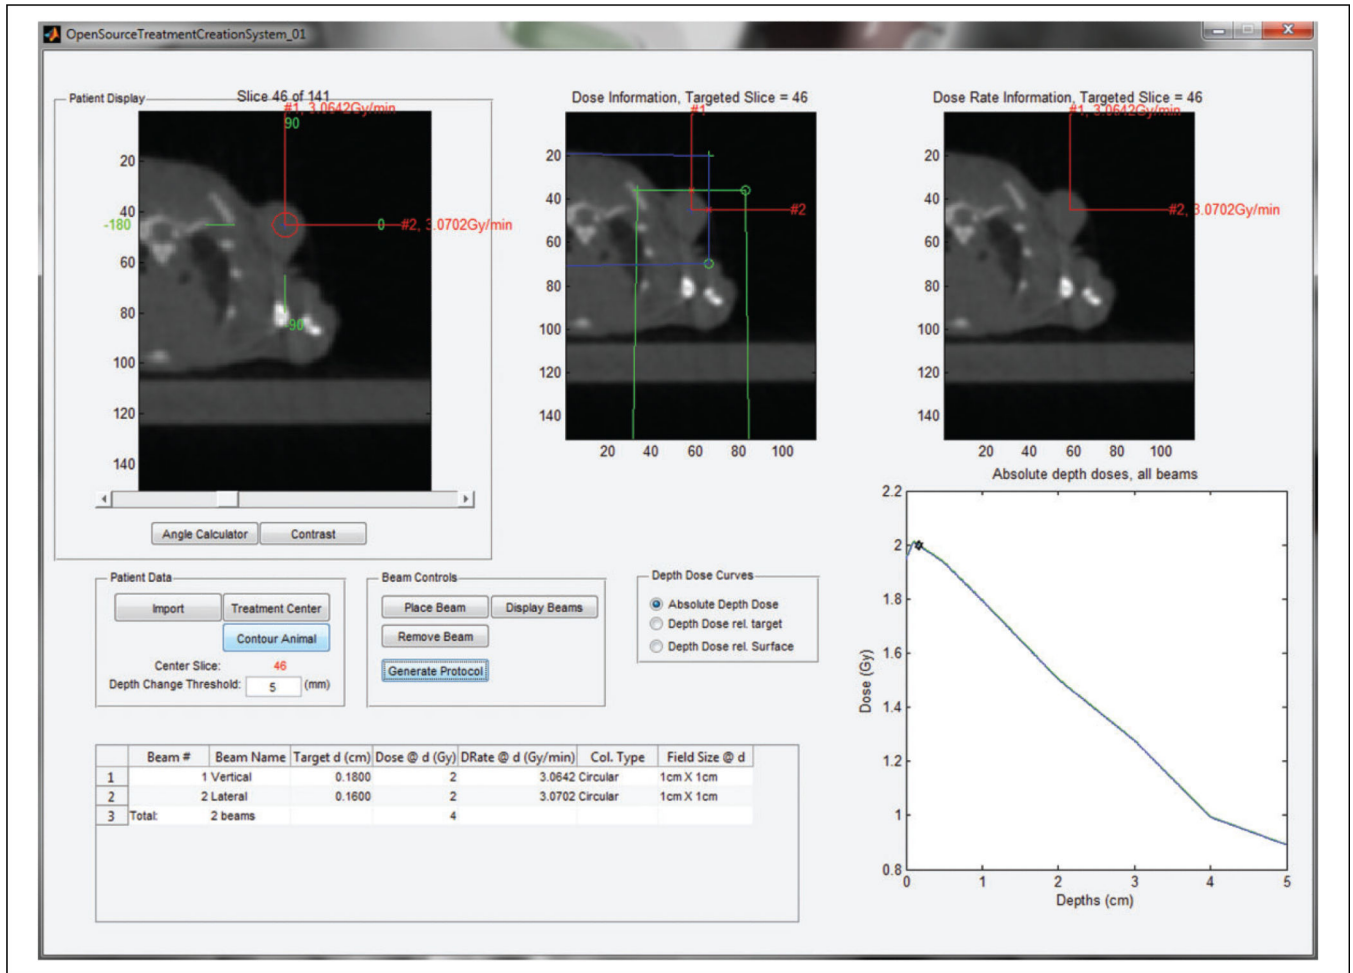 OpenSourceTreatmentCreationSystem_01
Patient Display
Slice 46 of 141
#1, 3.0642Gy/min
90
-180
0
#2, 3.0702Gy/min
-90
20
40
60
80
100
120
140
Angle Calculator
Contrast
Dose Information, Targeted Slice = 46
#1
#2
20
40
60
80
100
120
140
20 40 60 80 100
Dose Rate Information, Targeted Slice = 46
#1, 3.0642Gy/min
#2, 3.0702Gy/min
20
40
60
80
100
120
140
20 40 60 80 100
Patient Data
Import
Treatment Center
Contour Animal
Center Slice: 46
Depth Change Threshold: 5 (mm)
Beam Controls
Place Beam
Display Beams
Remove Beam
Generate Protocol
Depth Dose Curves
Absolute Depth Dose
Depth Dose rel. target
Depth Dose rel. Surface
Absolute depth doses, all beams
2.2
2
1.8
1.6
1.4
1.2
1
0.8
Dose (Gy)
0 1 2 3 4 5
Depths (cm)
Beam # Beam Name Target d (cm) Dose @ d (Gy) DRate @ d (Gy/min) Col. Type Field Size @ d
1 1 Vertical 0.1800 2 3.0642 Circular 1cm X 1cm
2 2 Lateral 0.1600 2 3.0702 Circular 1cm X 1cm
3 Total: 2 beams 4